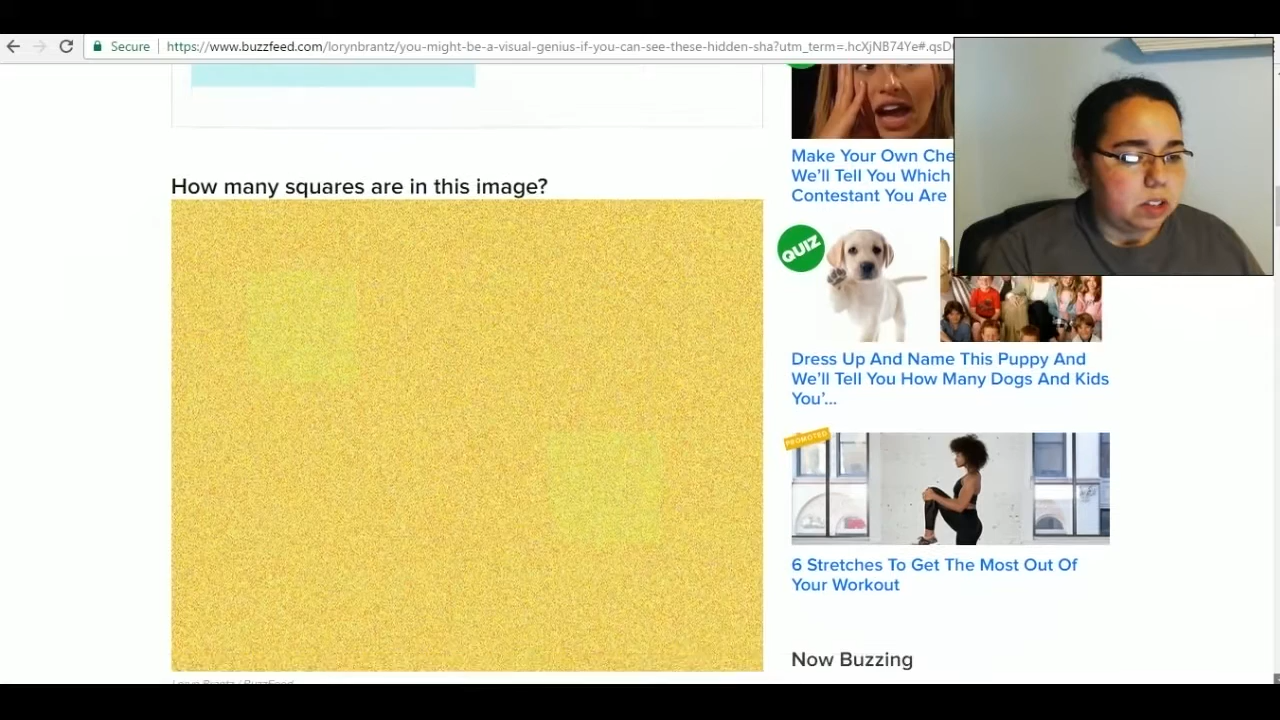 Secure
https://www.buzzfeed.com/lorynbrantz/you-might-be-a-visual-genius-if-you-can-see-these-hidden-sha?utm_term=.hcXjNB74Ye#.qsD
How many squares are in this image?
Loryn Brantz / BuzzFeed
Make Your Own Che
We'll Tell You Which
Contestant You Are
QUIZ
Dress Up And Name This Puppy And
We'll Tell You How Many Dogs And Kids
You'...
PROMOTED
6 Stretches To Get The Most Out Of
Your Workout
Now Buzzing